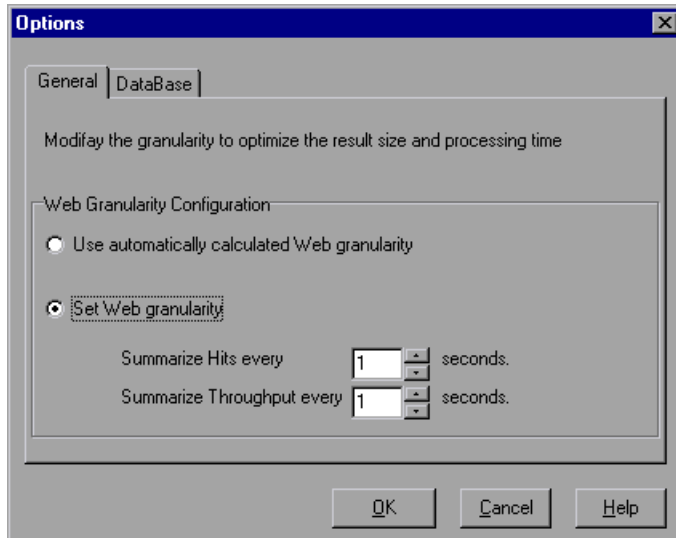 Options
General DataBase
Modifay the granularity to optimize the result size and processing time
Web Granularity Configuration
Use automatically calculated Web granularity
Set Web granularity
Summarize Hits every 1 seconds.
Summarize Throughput every 1 seconds.
OK Cancel Help